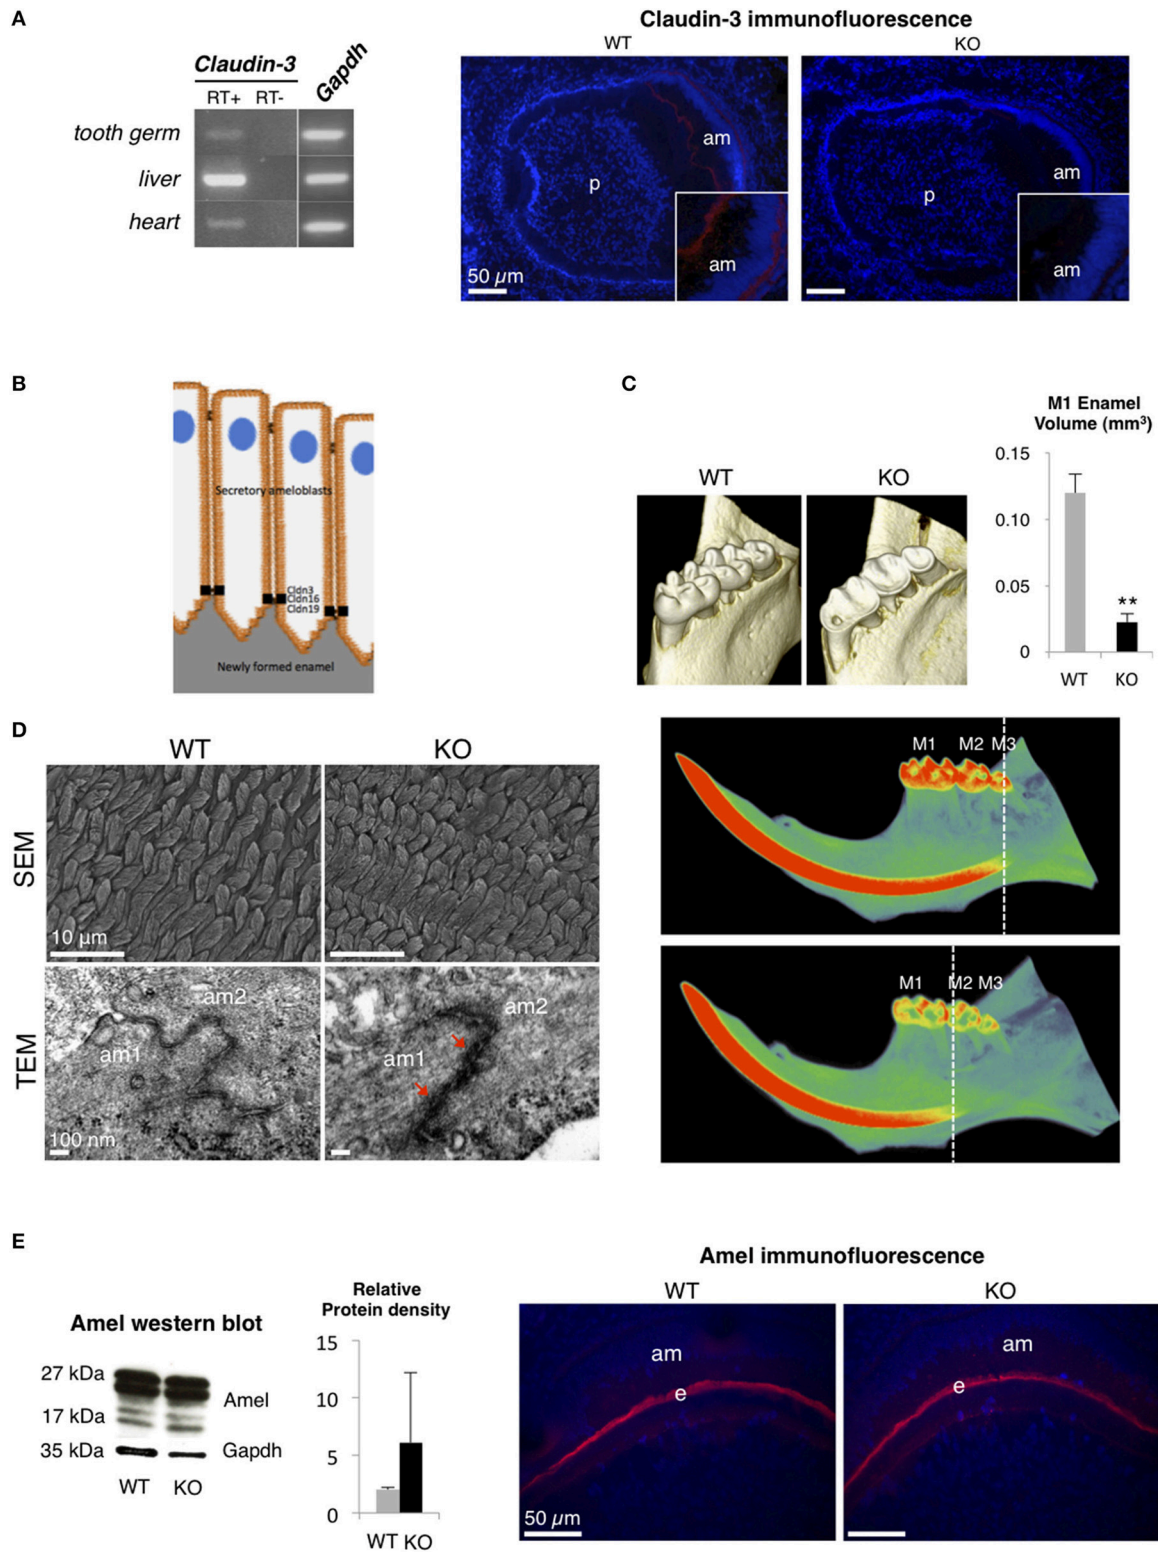 A
Claudin-3 immunofluorescence
WT
KO
Claudin-3
Gapdh
RT+ RT-
tooth germ
liver
heart
p
am
am
50 µm
p
am
am
B
Secretory ameloblasts
Cldn3
Cldn16
Cldn19
Newly formed enamel
C
WT
KO
M1 Enamel
Volume (mm³)
0.15
0.10
0.05
0
**
WT KO
M1 M2 M3
M1 M2 M3
D
WT
KO
SEM
10 µm
TEM
am2
am1
100 nm
am2
am1
E
Amel western blot
27 kDa
17 kDa
35 kDa
Amel
Gapdh
WT KO
Relative
Protein density
15
10
5
0
WT KO
Amel immunofluorescence
WT
KO
am
e
50 µm
am
e